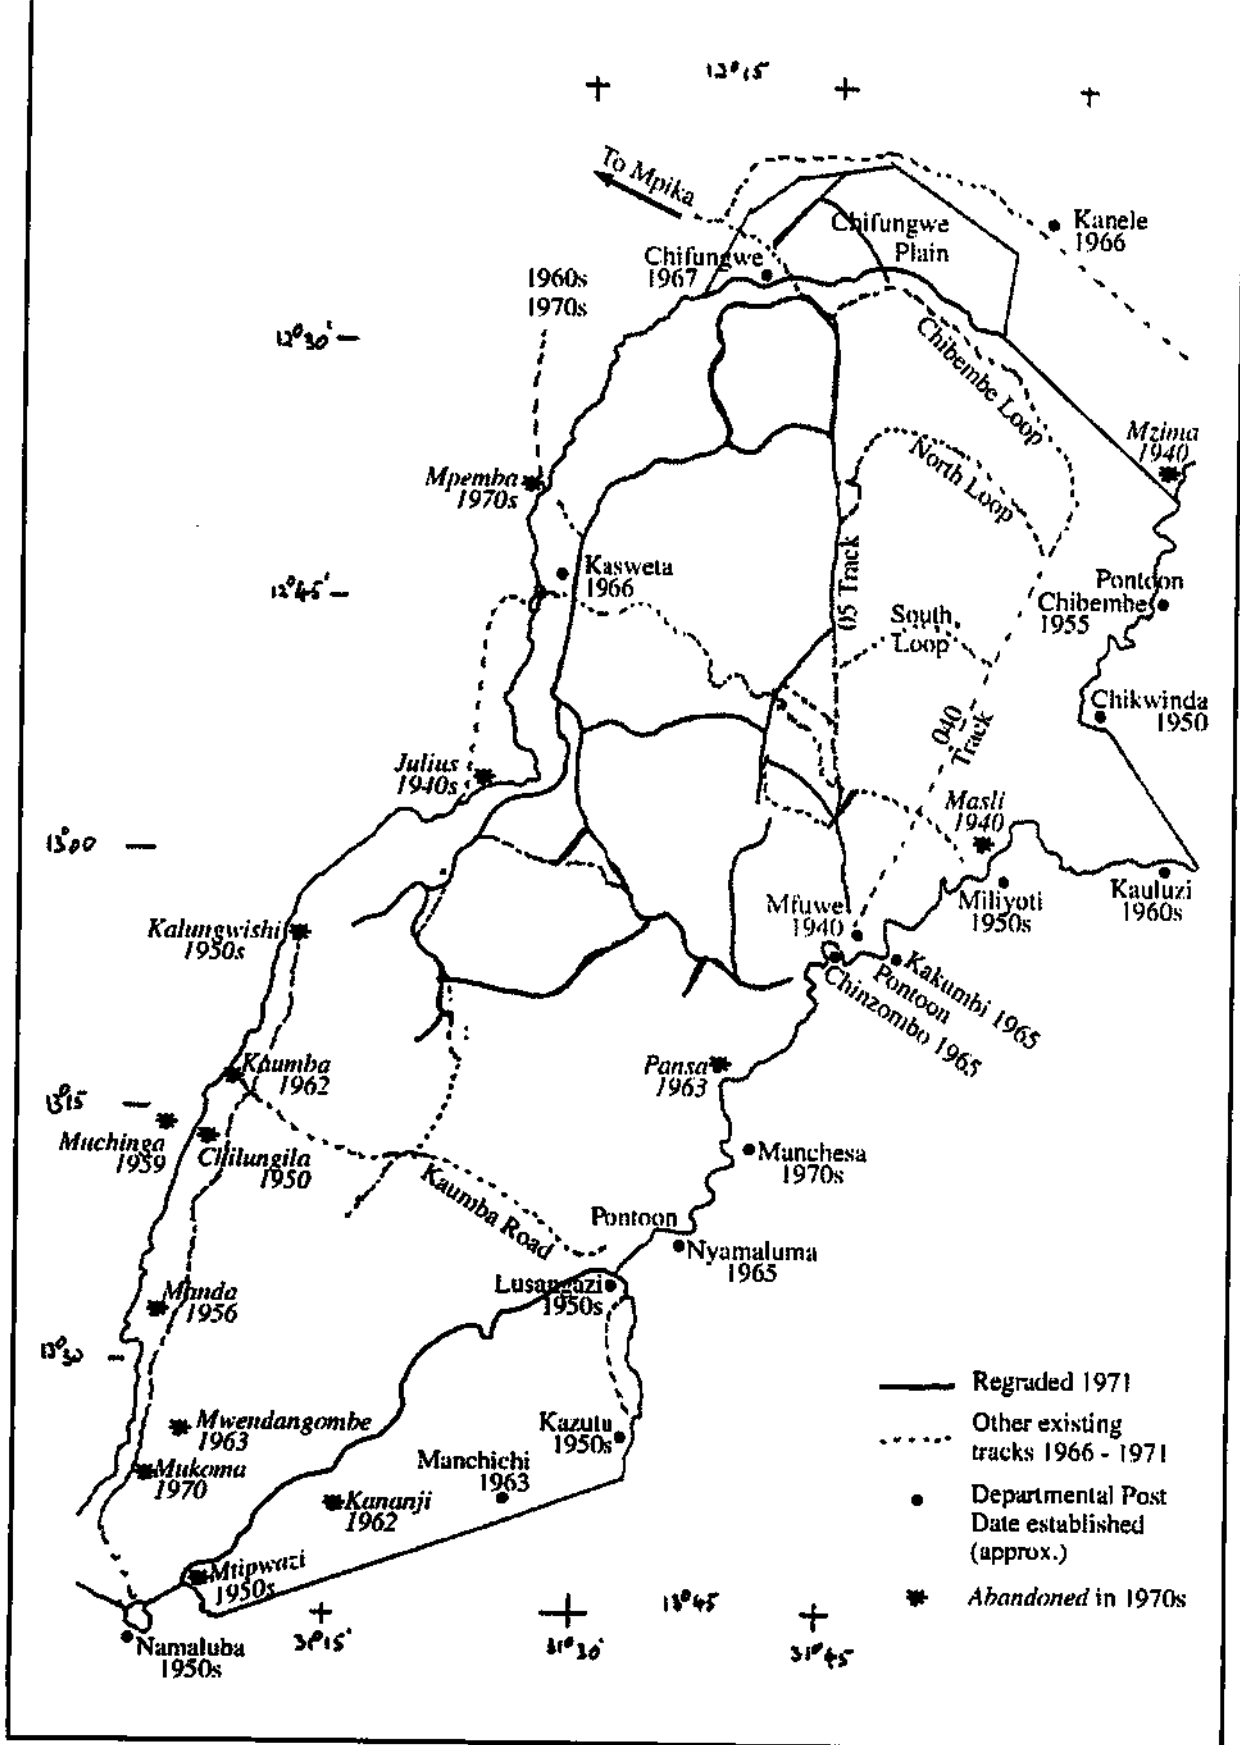 12°15
To Mpika
Chifungwe
Plain
Kanele
1966
Chifungwe
1967
1960s
1970s
12°30'
Chibembe Loop
Mzima
1940
North Loop
Mpemba
1970s
05 Track
Kasweta
1966
12°45'
Pontoon
Chibembe
1955
South
Loop
Chikwinda
1950
040
Track
Julius
1940s
Masli
1940
13°00
Kauluzi
1960s
Miliyoti
1950s
Mfuwe
1940
Kalungwishi
1950s
Kakumbi 1965
Pontoon
Chinzombo 1965
Kaumba
1962
Pansa
1963
13°15
Muchinga
1959
Chilungila
1950
Munchesa
1970s
Kaumba Road
Pontoon
Nyamaluma
1965
Lusangazi
1950s
Manda
1956
13°30
Regraded 1971
Other existing
tracks 1966 - 1971
Mwendangombe
1963
Kazutu
1950s
Manchichi
1963
Mukoma
1970
Kananji
1962
Departmental Post
Date established
(approx.)
Mtipwazi
1950s
Abandoned in 1970s
13°45
Namaluba
1950s
31°15'
31°30'
31°45